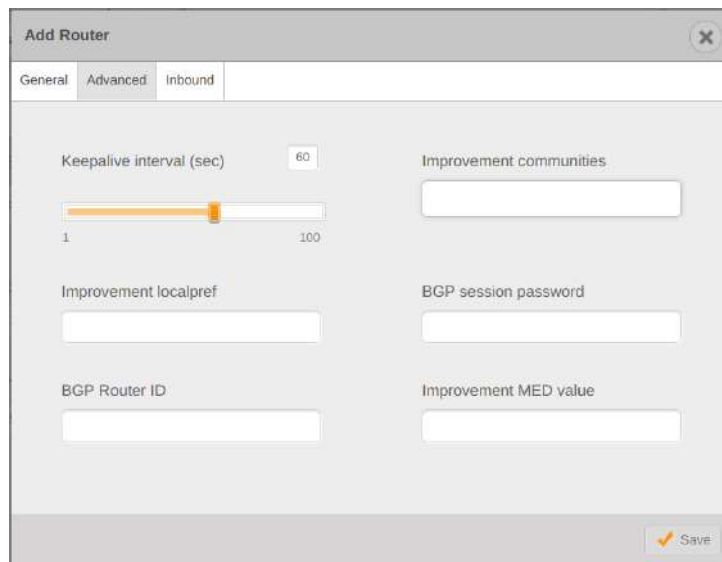 Add Router
General Advanced Inbound
Keepalive interval (sec) 60
Improvement communities
1 100
Improvement localpref
BGP session password
BGP Router ID
Improvement MED value
Save